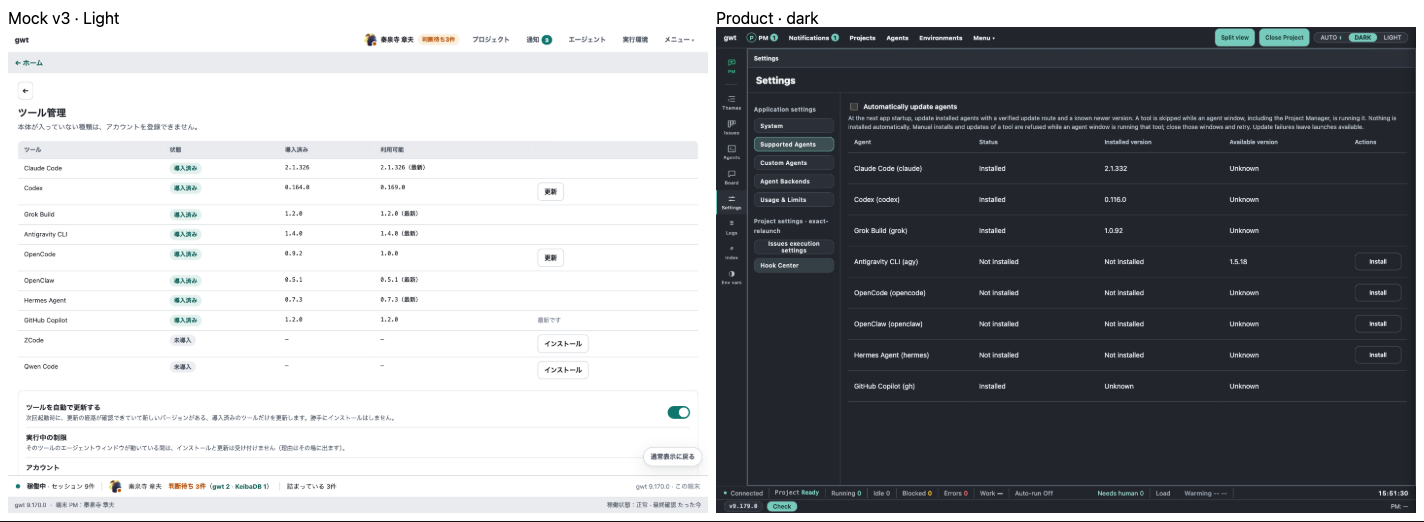 Mock v3 · Light
gwt
秦泉寺 章夫 判断待ち3件 プロジェクト 通知 3 エージェント 実行環境 メニュー
← ホーム
←
ツール管理
本体が入っていない種類は、アカウントを登録できません。
ツール 状態 導入済み 利用可能
Claude Code 導入済み 2.1.326 2.1.326 (最新)
Codex 導入済み 0.164.0 0.169.0 更新
Grok Build 導入済み 1.2.0 1.2.0 (最新)
Antigravity CLI 導入済み 1.4.0 1.4.0 (最新)
OpenCode 導入済み 0.9.2 1.0.0 更新
OpenClaw 導入済み 0.5.1 0.5.1 (最新)
Hermes Agent 導入済み 0.7.3 0.7.3 (最新)
GitHub Copilot 導入済み 1.2.0 1.2.0 最新です
ZCode 未導入 — — インストール
Qwen Code 未導入 — — インストール
ツールを自動で更新する
次回起動時に、更新の経路が確認できていて新しいバージョンがある、導入済みのツールだけを更新します。勝手にインストールはしません。
実行中の制限
そのツールのエージェントウィンドウが動いている間は、インストールと更新は受け付けません（理由はその場に出ます）。
アカウント
通常表示に戻る
稼働中 · セッション 9件 秦泉寺 章夫 判断待ち 3件 (gwt 2 · KeibaDB 1) 詰まっている 3件 gwt 9.170.0 · この端末
gwt 9.170.0 · 端末 PM：秦泉寺 章夫 稼働状態：正常 · 最終確認 たった今
Product · dark
gwt P PM 1 Notifications 1 Projects Agents Environments Menu Split view Close Project AUTO DARK LIGHT
PM
Themes
Issues
Agents
Board
Settings
Logs
Index
Env vars
Settings
Settings
Application settings
System
Supported Agents
Custom Agents
Agent Backends
Usage & Limits
Project settings · exact-
relaunch
Issues execution
settings
Hook Center
Automatically update agents
At the next app startup, update installed agents with a verified update route and a known newer version. A tool is skipped while an agent window, including the Project Manager, is running it. Nothing is
installed automatically. Manual installs and updates of a tool are refused while an agent window is running that tool; close those windows and retry. Update failures leave launches available.
Agent Status Installed version Available version Actions
Claude Code (claude) Installed 2.1.332 Unknown
Codex (codex) Installed 0.116.0 Unknown
Grok Build (grok) Installed 1.0.92 Unknown
Antigravity CLI (agy) Not installed Not installed 1.5.18 Install
OpenCode (opencode) Not installed Not installed Unknown Install
OpenClaw (openclaw) Not installed Not installed Unknown Install
Hermes Agent (hermes) Not installed Not installed Unknown Install
GitHub Copilot (gh) Installed Unknown Unknown
Connected Project Ready Running 0 Idle 0 Blocked 0 Errors 0 Work — Auto-run Off Needs human 0 Load Warming -- -- 15:51:30
v9.179.0 Check PM: —